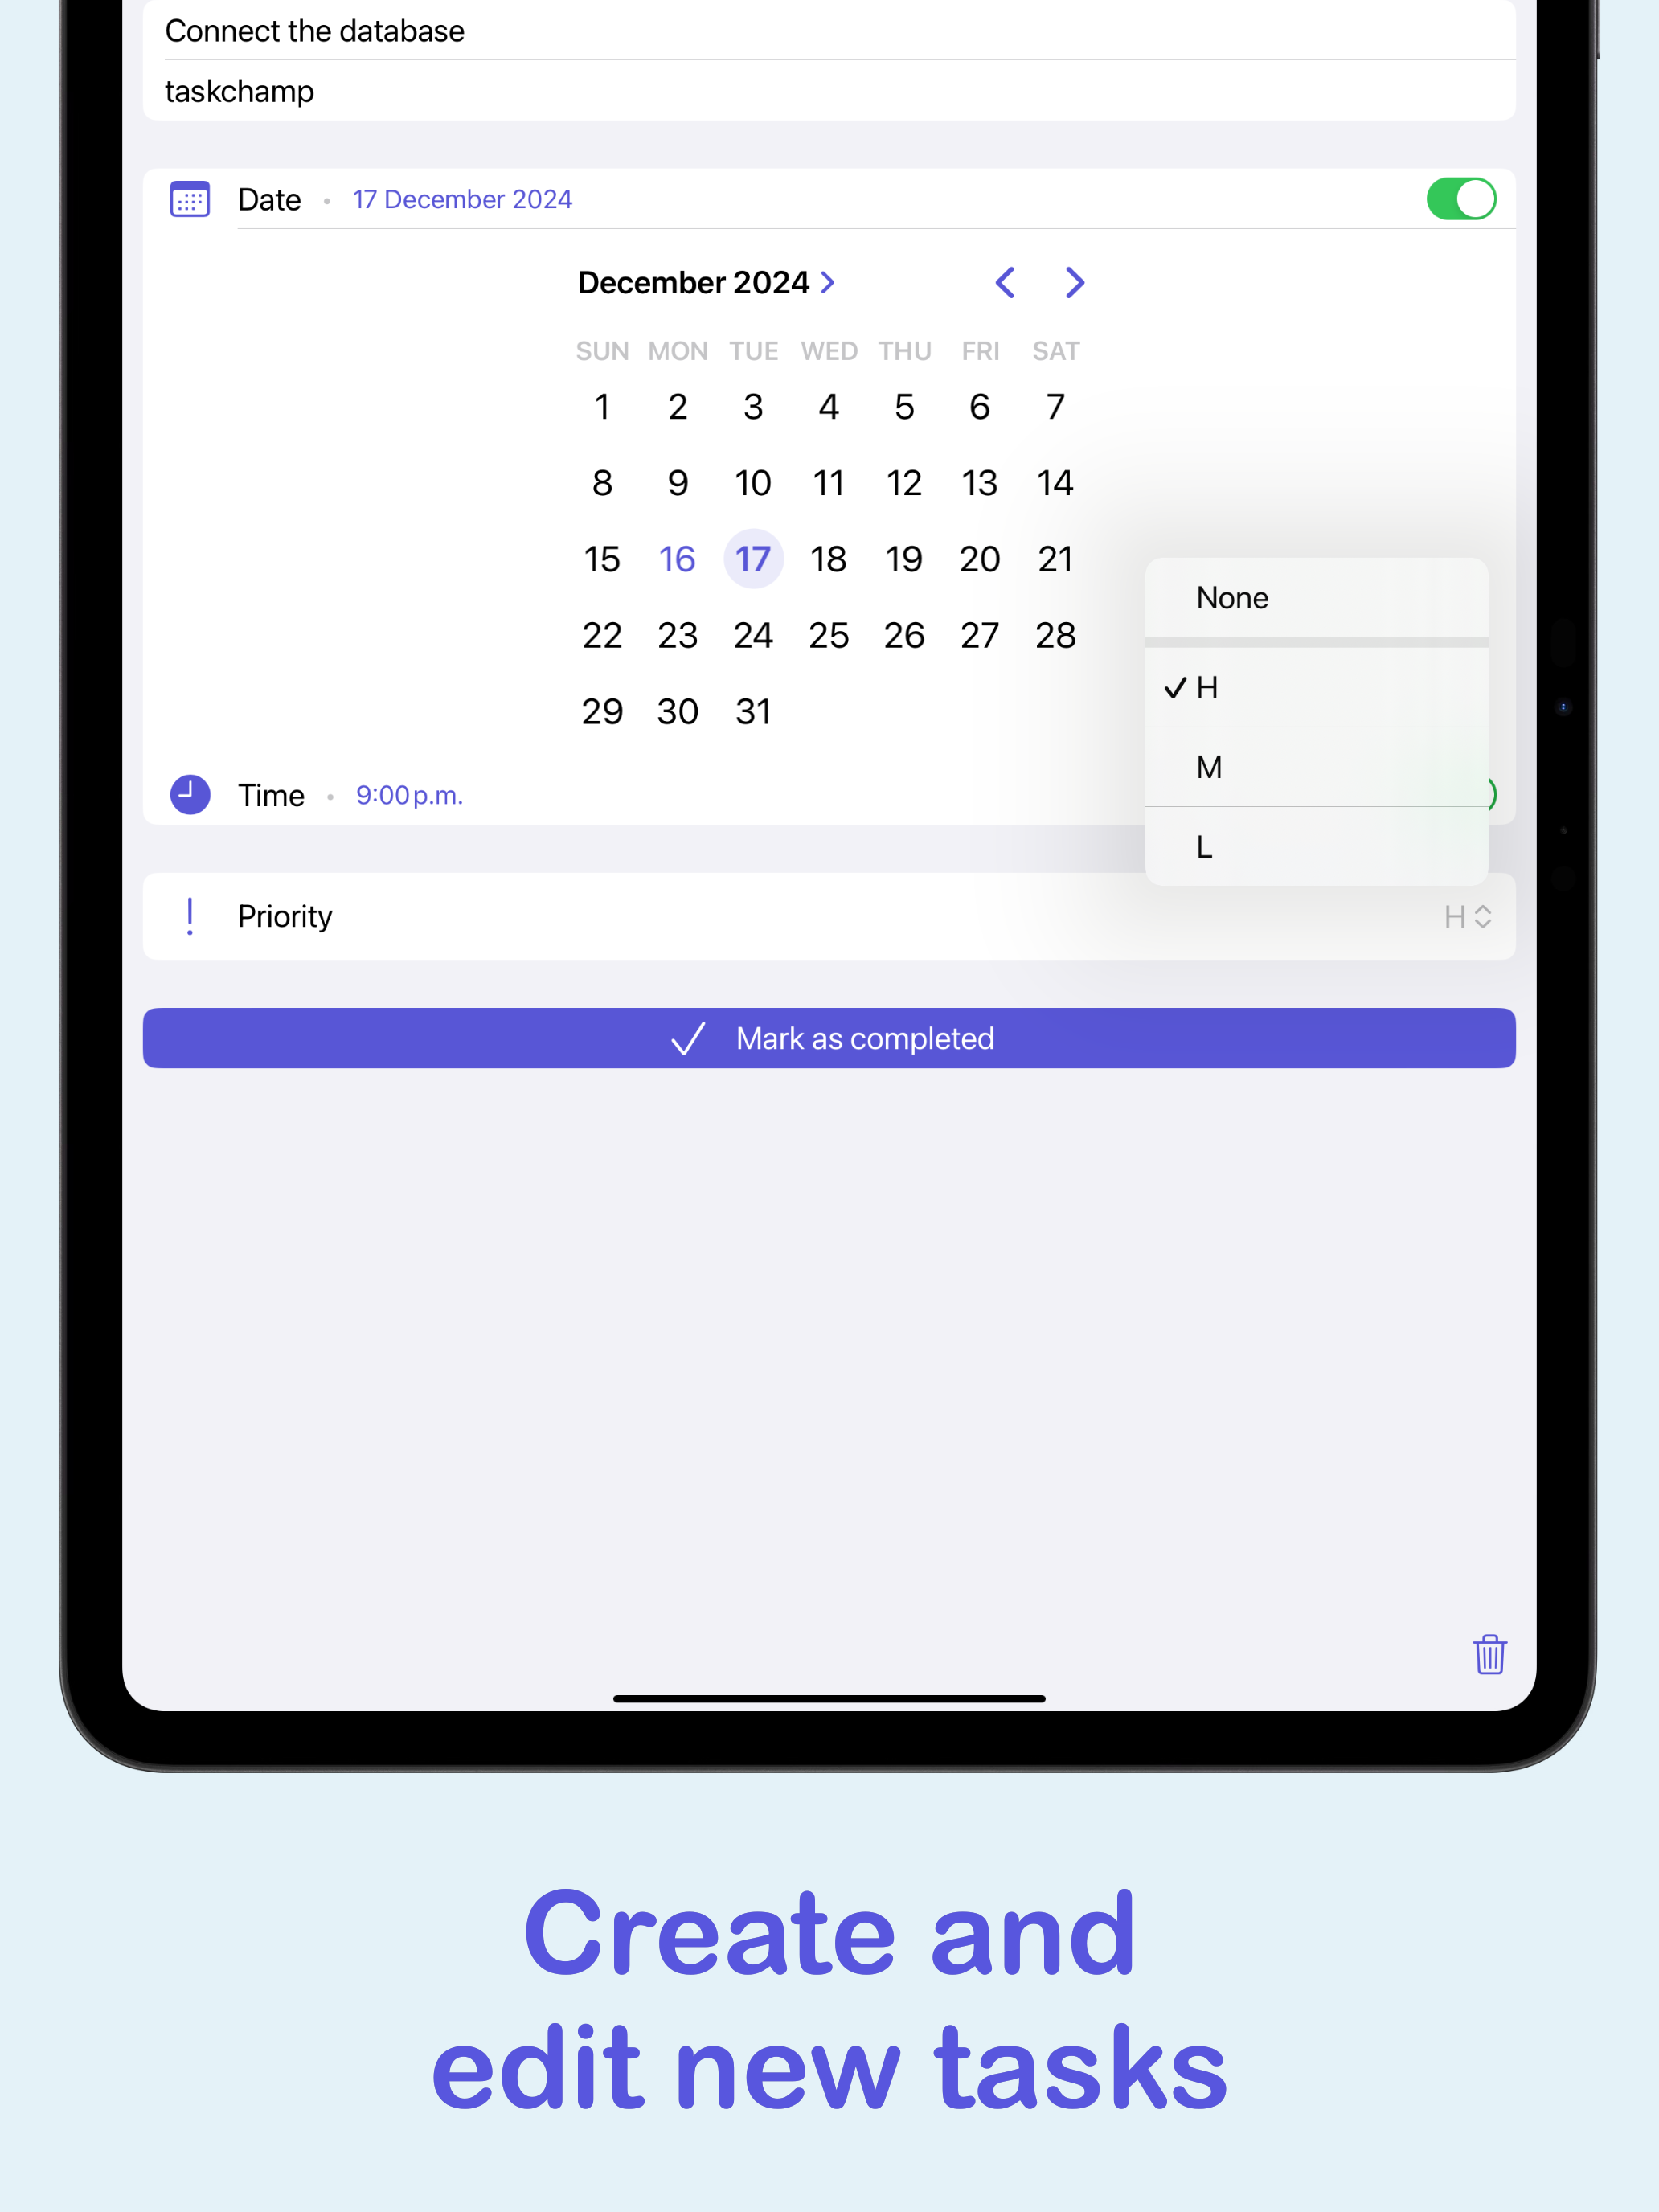 Connect the database
taskchamp
Date • 17 December 2024
December 2024
SUN MON TUE WED THU FRI SAT
1 2 3 4 5 6 7
8 9 10 11 12 13 14
15 16 17 18 19 20 21
22 23 24 25 26 27 28
29 30 31
None
H
M
L
Time • 9:00 p.m.
Priority H
Mark as completed
Create and
edit new tasks